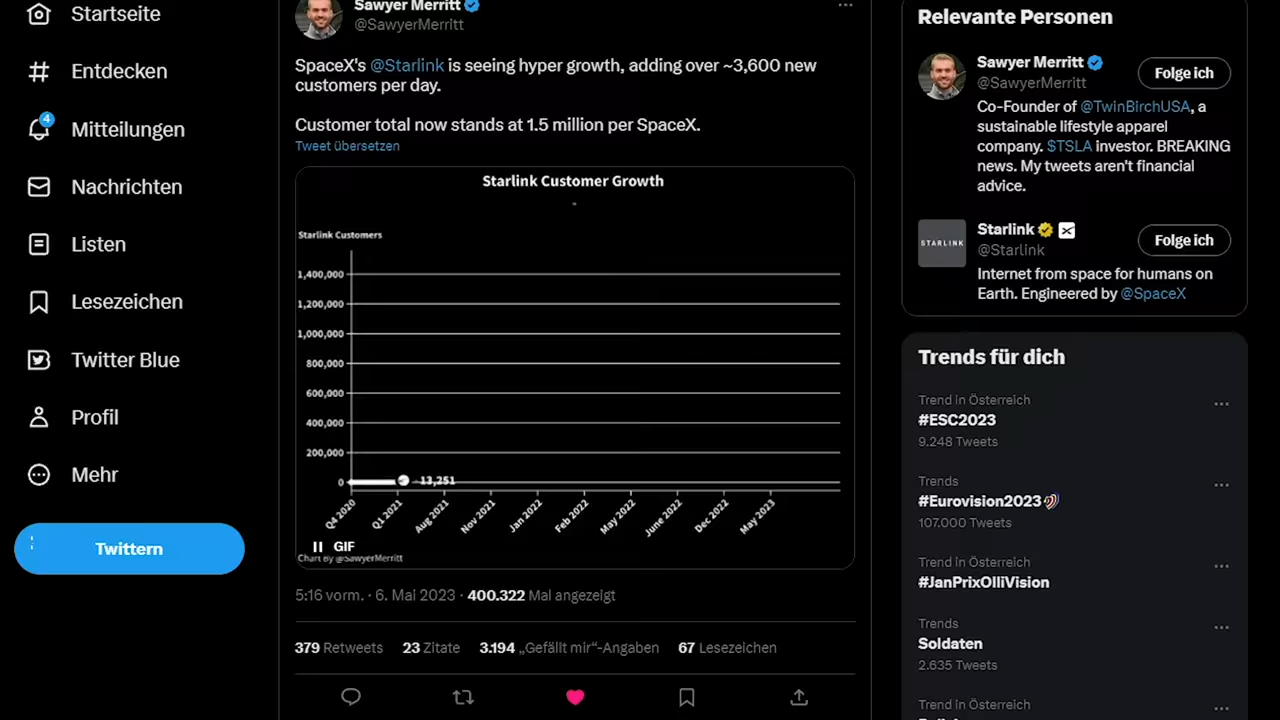 Startseite
Entdecken
4
Mitteilungen
Nachrichten
Listen
Lesezeichen
Twitter Blue
Profil
Mehr
Twittern
Sawyer Merritt
@SawyerMerritt
SpaceX's @Starlink is seeing hyper growth, adding over ~3,600 new
customers per day.
Customer total now stands at 1.5 million per SpaceX.
Tweet übersetzen
Starlink Customer Growth
Starlink Customers
1,400,000
1,200,000
1,000,000
800,000
600,000
400,000
200,000
0
13,251
Q4 2020
Q1 2021
Aug 2021
Nov 2021
Jan 2022
Feb 2022
May 2022
June 2022
Dec 2022
May 2023
GIF
Chart By @SawyerMerritt
5:16 vorm. · 6. Mai 2023 · 400.322 Mal angezeigt
379 Retweets 23 Zitate 3.194 „Gefällt mir“-Angaben 67 Lesezeichen
Relevante Personen
Sawyer Merritt
@SawyerMerritt
Folge ich
Co-Founder of @TwinBirchUSA, a
sustainable lifestyle apparel
company. $TSLA investor. BREAKING
news. My tweets aren't financial
advice.
STARLINK
Starlink
@Starlink
Folge ich
Internet from space for humans on
Earth. Engineered by @SpaceX
Trends für dich
Trend in Österreich
#ESC2023
9.248 Tweets
Trends
#Eurovision2023
107.000 Tweets
Trend in Österreich
#JanPrixOlliVision
Trends
Soldaten
2.635 Tweets
Trend in Österreich